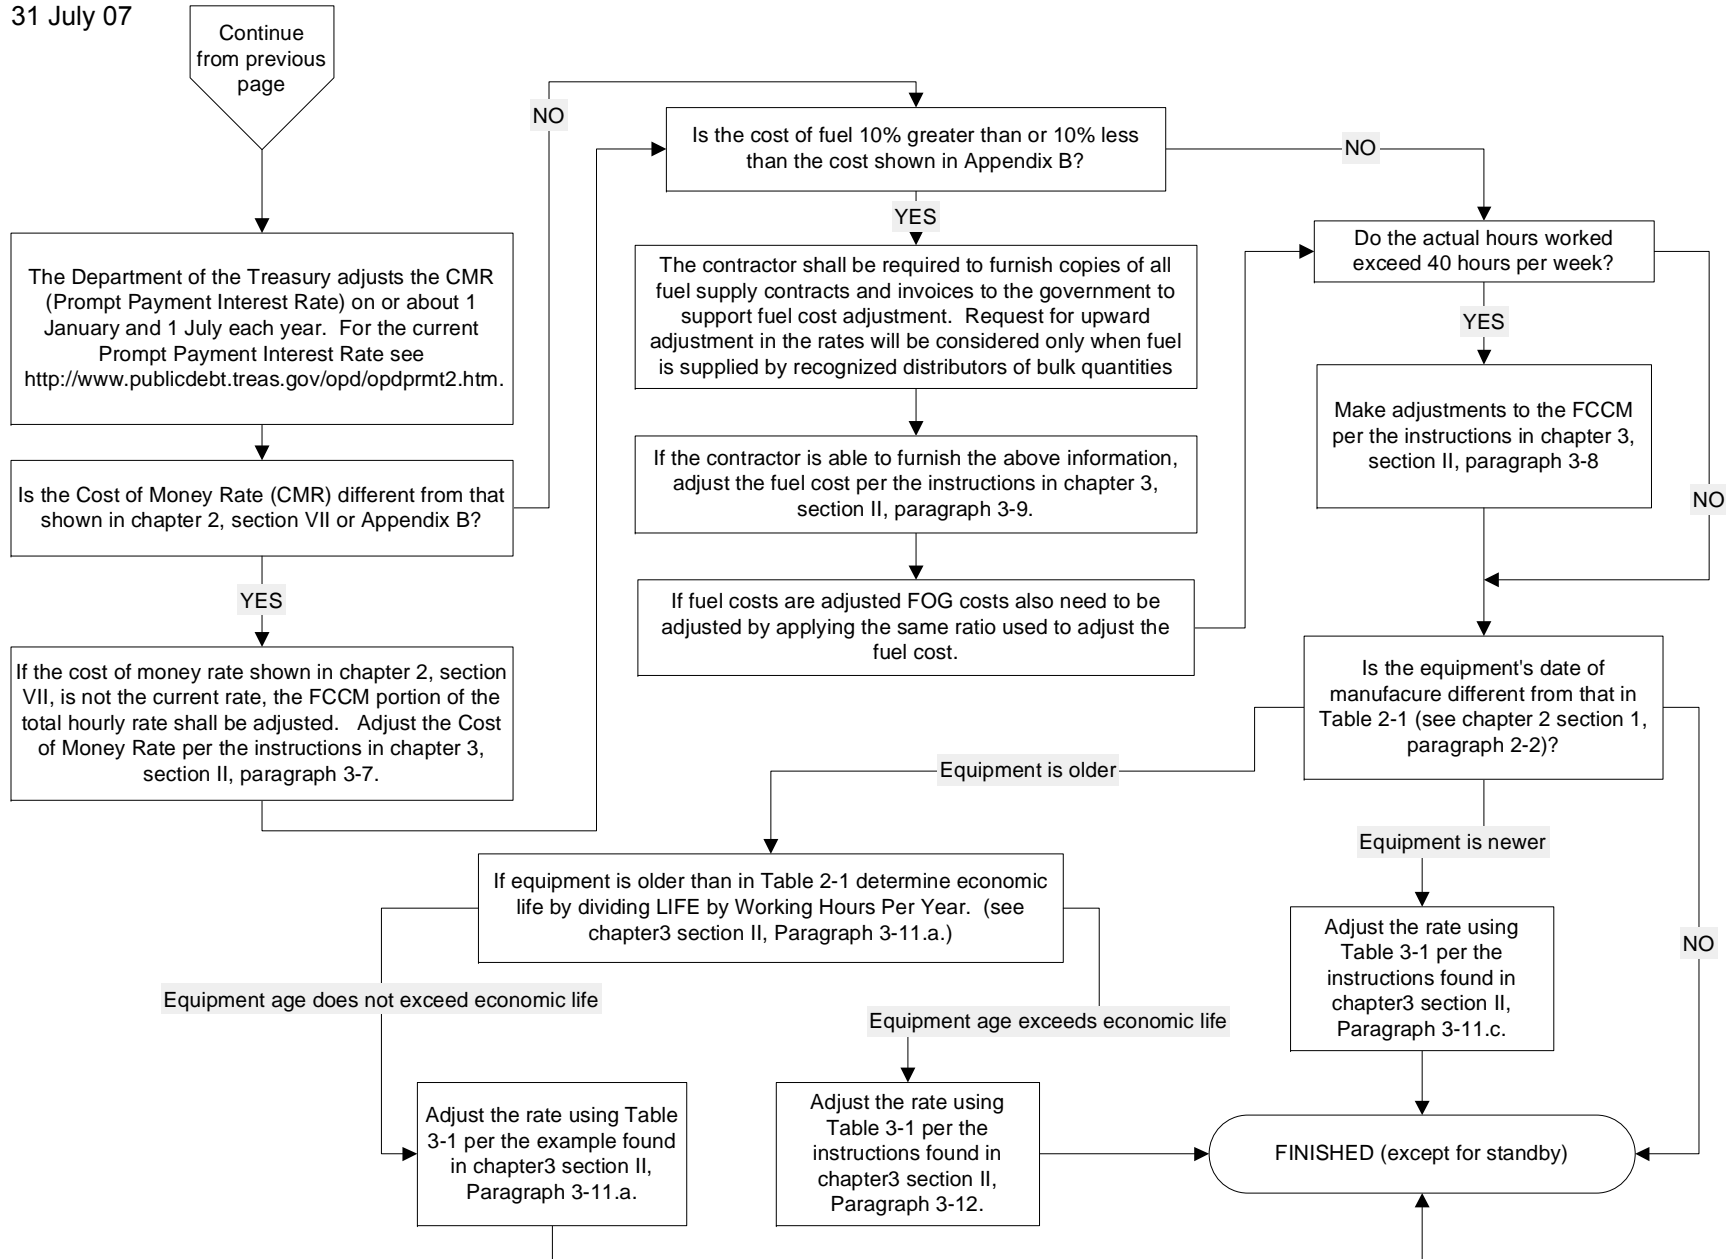 31 July 07
Continue
from previous
page
The Department of the Treasury adjusts the CMR
(Prompt Payment Interest Rate) on or about 1
January and 1 July each year.  For the current
Prompt Payment Interest Rate see
http://www.publicdebt.treas.gov/opd/opdprmt2.htm.
Is the Cost of Money Rate (CMR) different from that
shown in chapter 2, section VII or Appendix B?
NO
YES
If the cost of money rate shown in chapter 2, section
VII, is not the current rate, the FCCM portion of the
total hourly rate shall be adjusted.   Adjust the Cost
of Money Rate per the instructions in chapter 3,
section II, paragraph 3-7.
Is the cost of fuel 10% greater than or 10% less
than the cost shown in Appendix B?
NO
YES
The contractor shall be required to furnish copies of all
fuel supply contracts and invoices to the government to
support fuel cost adjustment.  Request for upward
adjustment in the rates will be considered only when fuel
is supplied by recognized distributors of bulk quantities
If the contractor is able to furnish the above information,
adjust the fuel cost per the instructions in chapter 3,
section II, paragraph 3-9.
If fuel costs are adjusted FOG costs also need to be
adjusted by applying the same ratio used to adjust the
fuel cost.
Do the actual hours worked
exceed 40 hours per week?
YES
NO
Make adjustments to the FCCM
per the instructions in chapter 3,
section II, paragraph 3-8
Is the equipment's date of
manufacure different from that in
Table 2-1 (see chapter 2 section 1,
paragraph 2-2)?
Equipment is older
Equipment is newer
NO
If equipment is older than in Table 2-1 determine economic
life by dividing LIFE by Working Hours Per Year.  (see
chapter3 section II, Paragraph 3-11.a.)
Equipment age does not exceed economic life
Equipment age exceeds economic life
Adjust the rate using
Table 3-1 per the
instructions found in
chapter3 section II,
Paragraph 3-11.c.
Adjust the rate using Table
3-1 per the example found
in chapter3 section II,
Paragraph 3-11.a.
Adjust the rate using
Table 3-1 per the
instructions found in
chapter3 section II,
Paragraph 3-12.
FINISHED (except for standby)